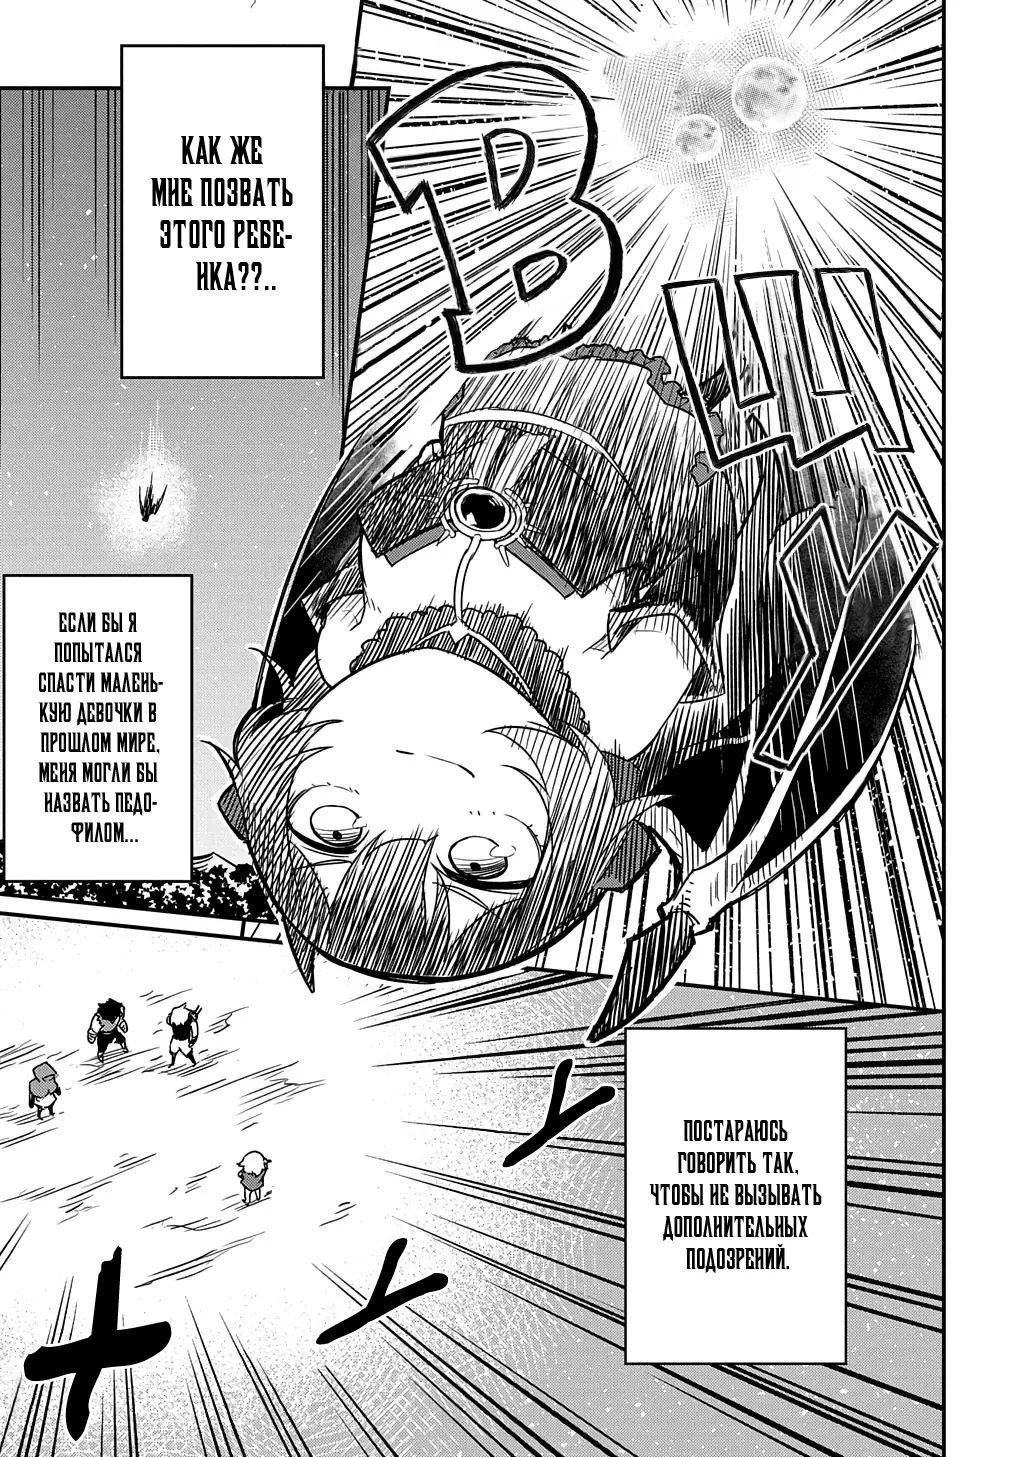 КАК ЖЕ
МНЕ ПОЗВАТЬ
ЭТОГО РЕБЕ-
НКА??..
В
У
Ш!!!
ЕСЛИ БЫ Я
ПОПЫТАЛСЯ
СПАСТИ МАЛЕНЬ-
КУЮ ДЕВОЧКИ В
ПРОШЛОМ МИРЕ,
МЕНЯ МОГЛИ БЫ
НАЗВАТЬ ПЕДО-
ФИЛОМ...
ПОСТАРАЮСЬ
ГОВОРИТЬ ТАК,
ЧТОБЫ НЕ ВЫЗЫВАТЬ
ДОПОЛНИТЕЛЬНЫХ
ПОДОЗРЕНИЙ.
У
У
Х